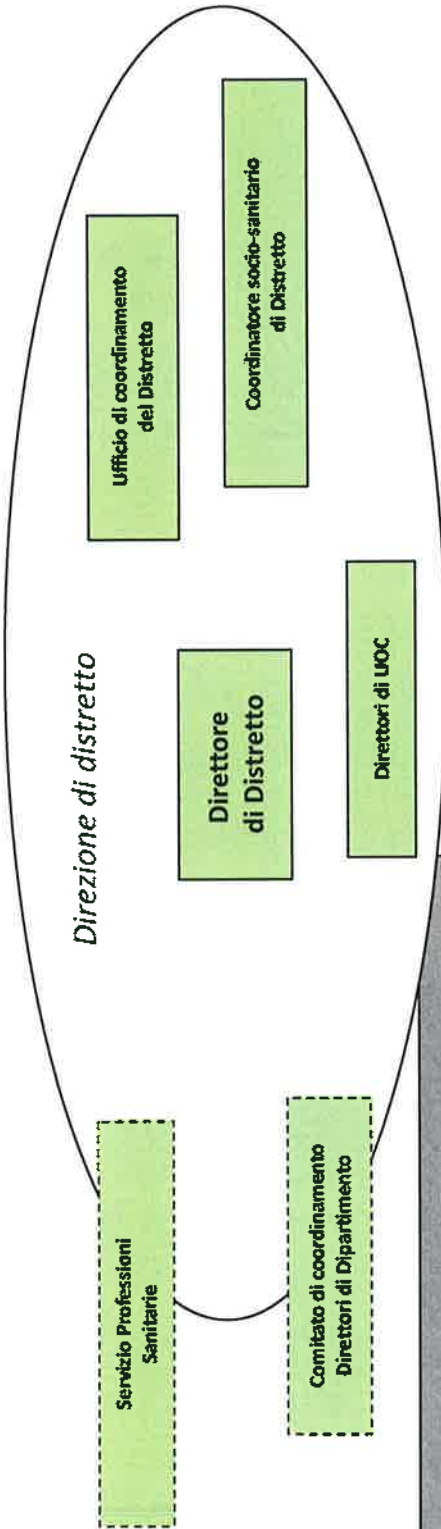 Direzione di distretto
Servizio Professioni
Sanitarie
Ufficio di coordinamento
del Distretto
Direttore
di Distretto
Coordinatore socio-sanitario
di Distretto
Comitato di coordinamento
Direttori di Dipartimento
Direttori di UOC